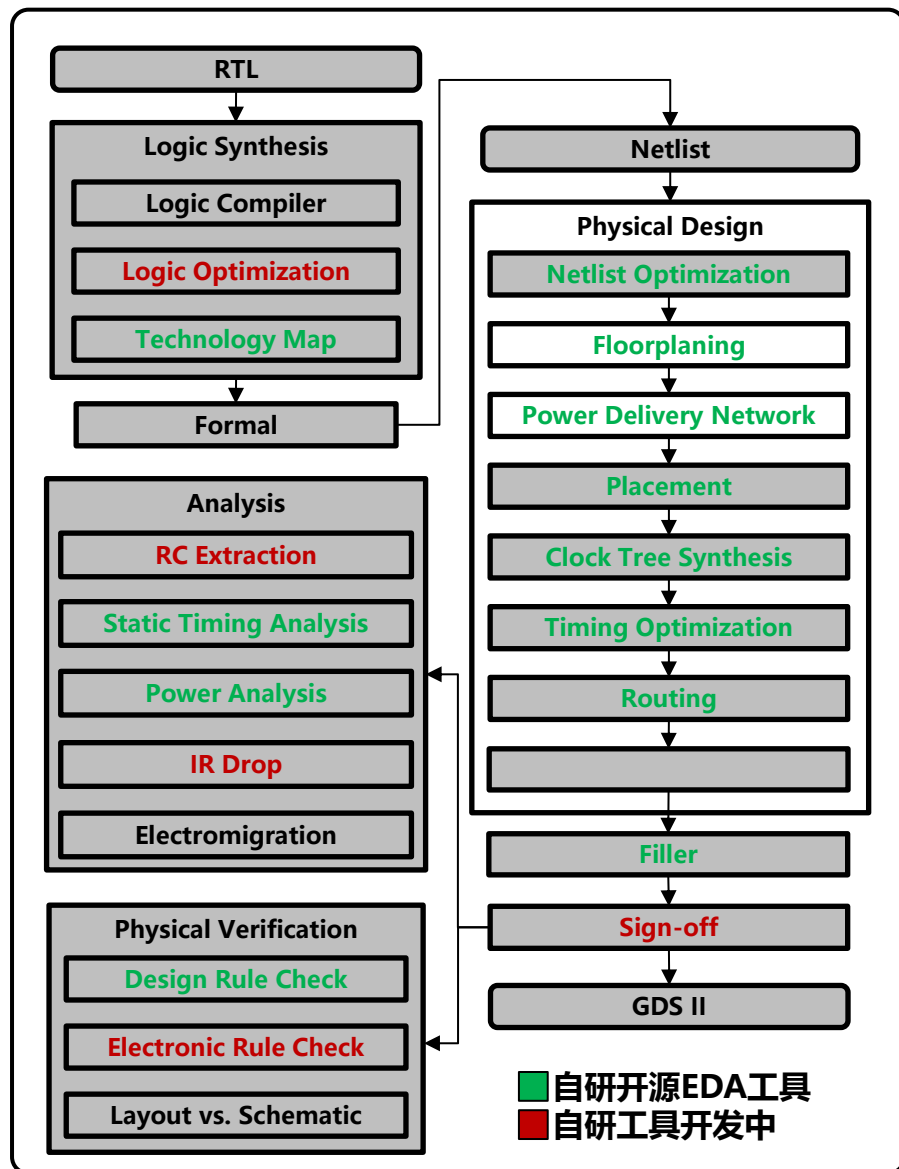 RTL
Logic Synthesis
Logic Compiler
Logic Optimization
Technology Map
Formal
Netlist
Physical Design
Netlist Optimization
Floorplaning
Power Delivery Network
Placement
Clock Tree Synthesis
Timing Optimization
Routing
Filler
Sign-off
GDS II
Analysis
RC Extraction
Static Timing Analysis
Power Analysis
IR Drop
Electromigration
Physical Verification
Design Rule Check
Electronic Rule Check
Layout vs. Schematic
自研开源EDA工具
自研工具开发中